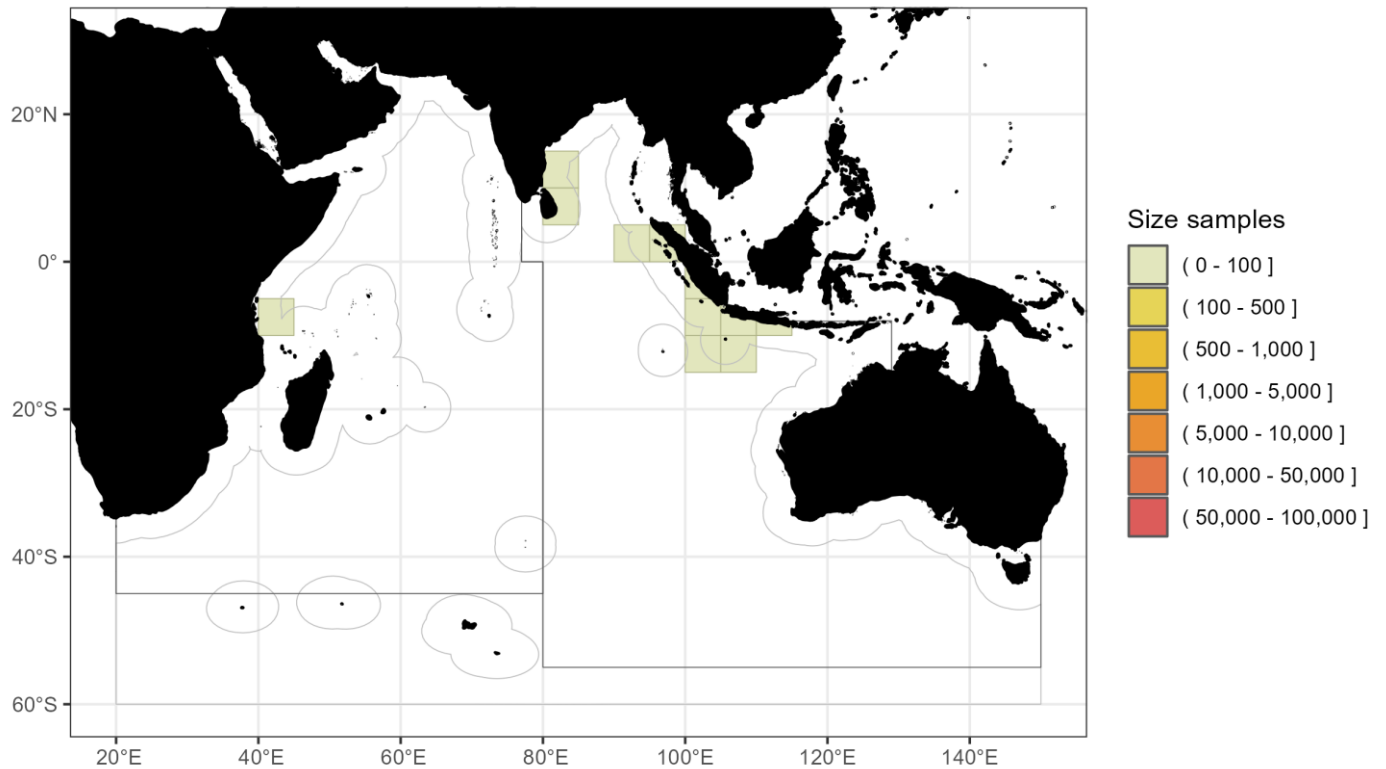 20°N
0°
20°S
40°S
60°S
20°E
40°E
60°E
80°E
100°E
120°E
140°E
Size samples
( 0 - 100 ]
( 100 - 500 ]
( 500 - 1,000 ]
( 1,000 - 5,000 ]
( 5,000 - 10,000 ]
( 10,000 - 50,000 ]
( 50,000 - 100,000 ]